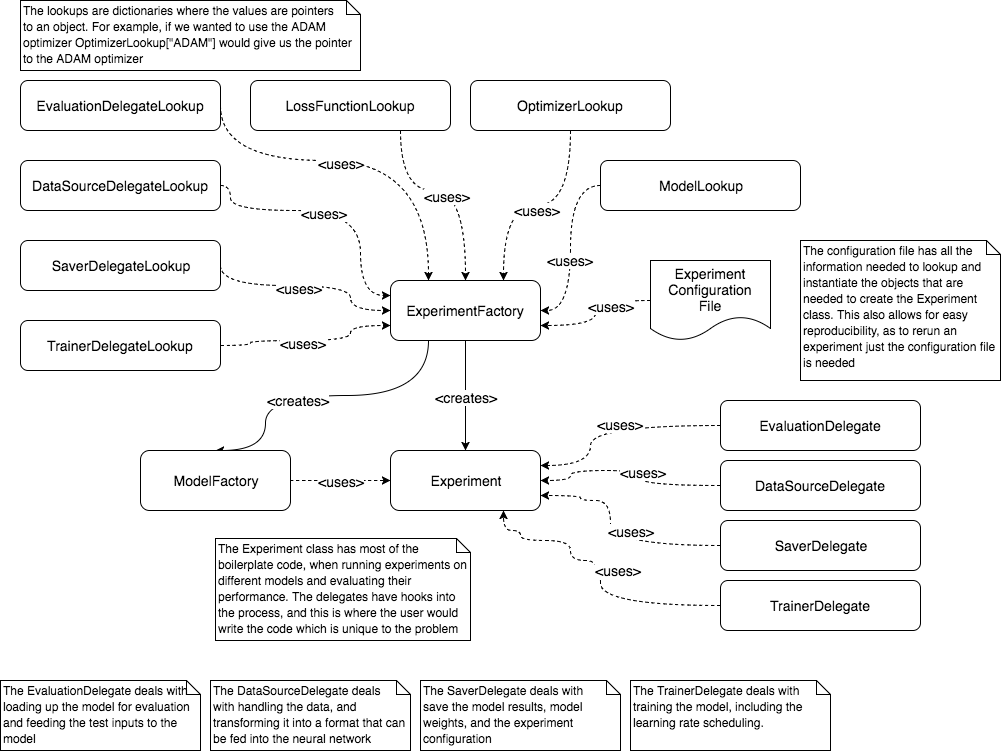 The lookups are dictionaries where the values are pointers
to an object. For example, if we wanted to use the ADAM
optimizer OptimizerLookup["ADAM"] would give us the pointer
to the ADAM optimizer
EvaluationDelegateLookup
LossFunctionLookup
OptimizerLookup
<uses>
DataSourceDelegateLookup
ModelLookup
<uses>
<uses>
<uses>
SaverDelegateLookup
<uses>
<uses>
ExperimentFactory
Experiment
Configuration
File
<uses>
The configuration file has all the
information needed to lookup and
instantiate the objects that are
needed to create the Experiment
class. This also allows for easy
reproducibility, as to rerun an
experiment just the configuration file
is needed
TrainerDelegateLookup
<uses>
<creates>
<creates>
ModelFactory
<uses>
Experiment
<uses>
EvaluationDelegate
<uses>
DataSourceDelegate
<uses>
SaverDelegate
<uses>
TrainerDelegate
The Experiment class has most of the
boilerplate code, when running experiments on
different models and evaluating their
performance. The delegates have hooks into
the process, and this is where the user would
write the code which is unique to the problem
The EvaluationDelegate deals with
loading up the model for evaluation
and feeding the test inputs to the
model
The DataSourceDelegate deals
with handling the data, and
transforming it into a format that can
be fed into the neural network
The SaverDelegate deals with
save the model results, model
weights, and the experiment
configuration
The TrainerDelegate deals with
training the model, including the
learning rate scheduling.